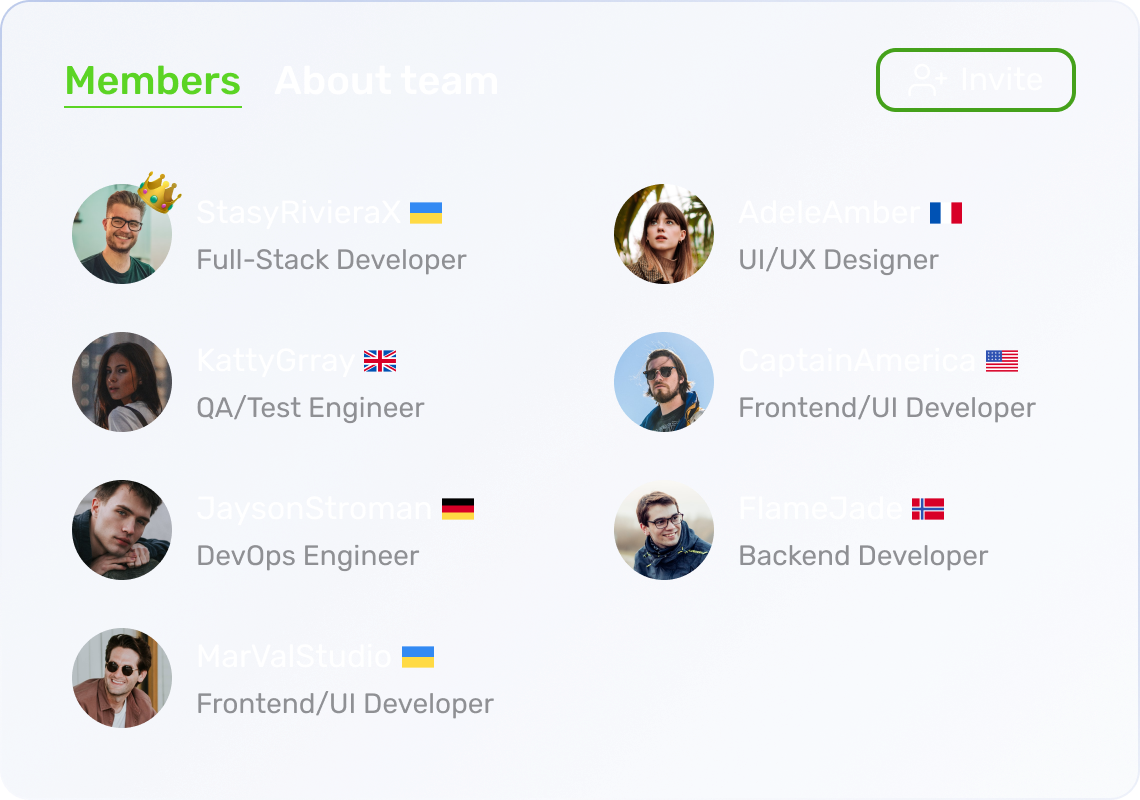 Members
About team
Invite
StasyRivieraX
Full-Stack Developer
AdeleAmber
UI/UX Designer
KattyGrray
QA/Test Engineer
CaptainAmerica
Frontend/UI Developer
JaysonStroman
DevOps Engineer
FlameJade
Backend Developer
MarValStudio
Frontend/UI Developer